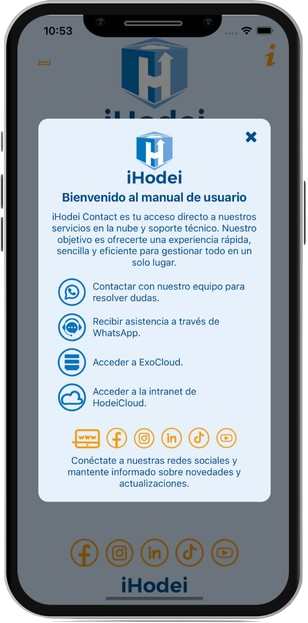 10:53
i
iHodei
iHodei
Bienvenido al manual de usuario
iHodei Contact es tu acceso directo a nuestros
servicios en la nube y soporte técnico. Nuestro
objetivo es ofrecerte una experiencia rápida,
sencilla y eficiente para gestionar todo en un
solo lugar.
Contactar con nuestro equipo para
resolver dudas.
Recibir asistencia a través de
WhatsApp.
Acceder a ExoCloud.
Acceder a la intranet de
HodeiCloud.
www
Conéctate a nuestras redes sociales y
mantente informado sobre novedades y
actualizaciones.
iHodei